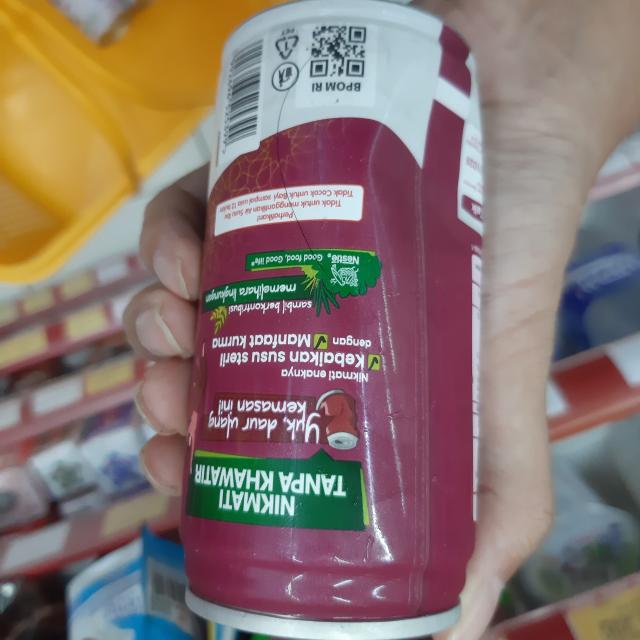 NIKMATI
TANPA KHAWATIR
Yuk, daur ulang
kemasan ini!
Nikmati enaknya
Kebaikan susu steril
dengan Manfaat kurma
sambil berkontribusi
memelihara lingkungan
Nestlé
Good food, Good life
Perhatikan!
Tidak untuk menggantikan Air Susu Ibu
Tidak Cocok untuk Bayi sampai usia 12 bulan
BPOM RI